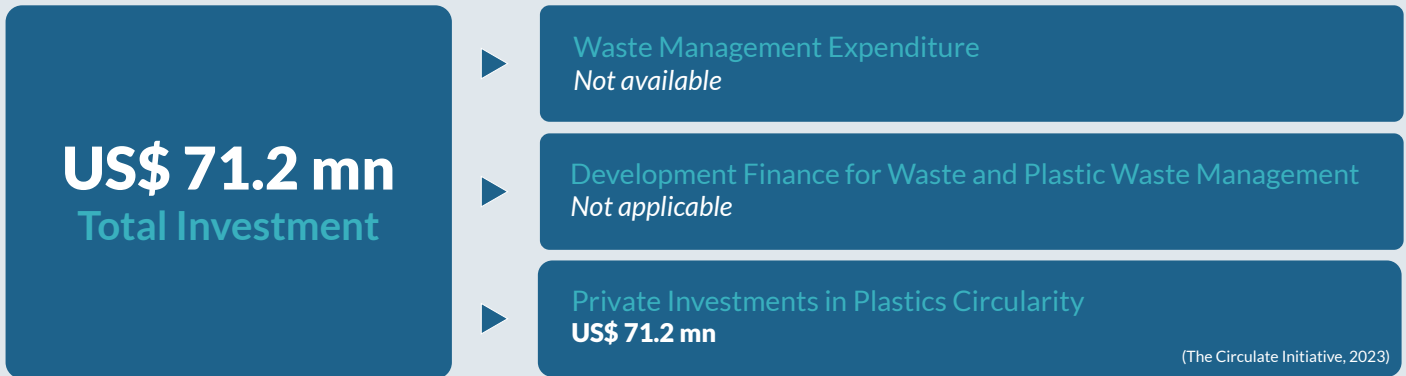 US$ 71.2 mn
Total Investment
Waste Management Expenditure
Not available
Development Finance for Waste and Plastic Waste Management
Not applicable
Private Investments in Plastics Circularity
US$ 71.2 mn
(The Circulate Initiative, 2023)